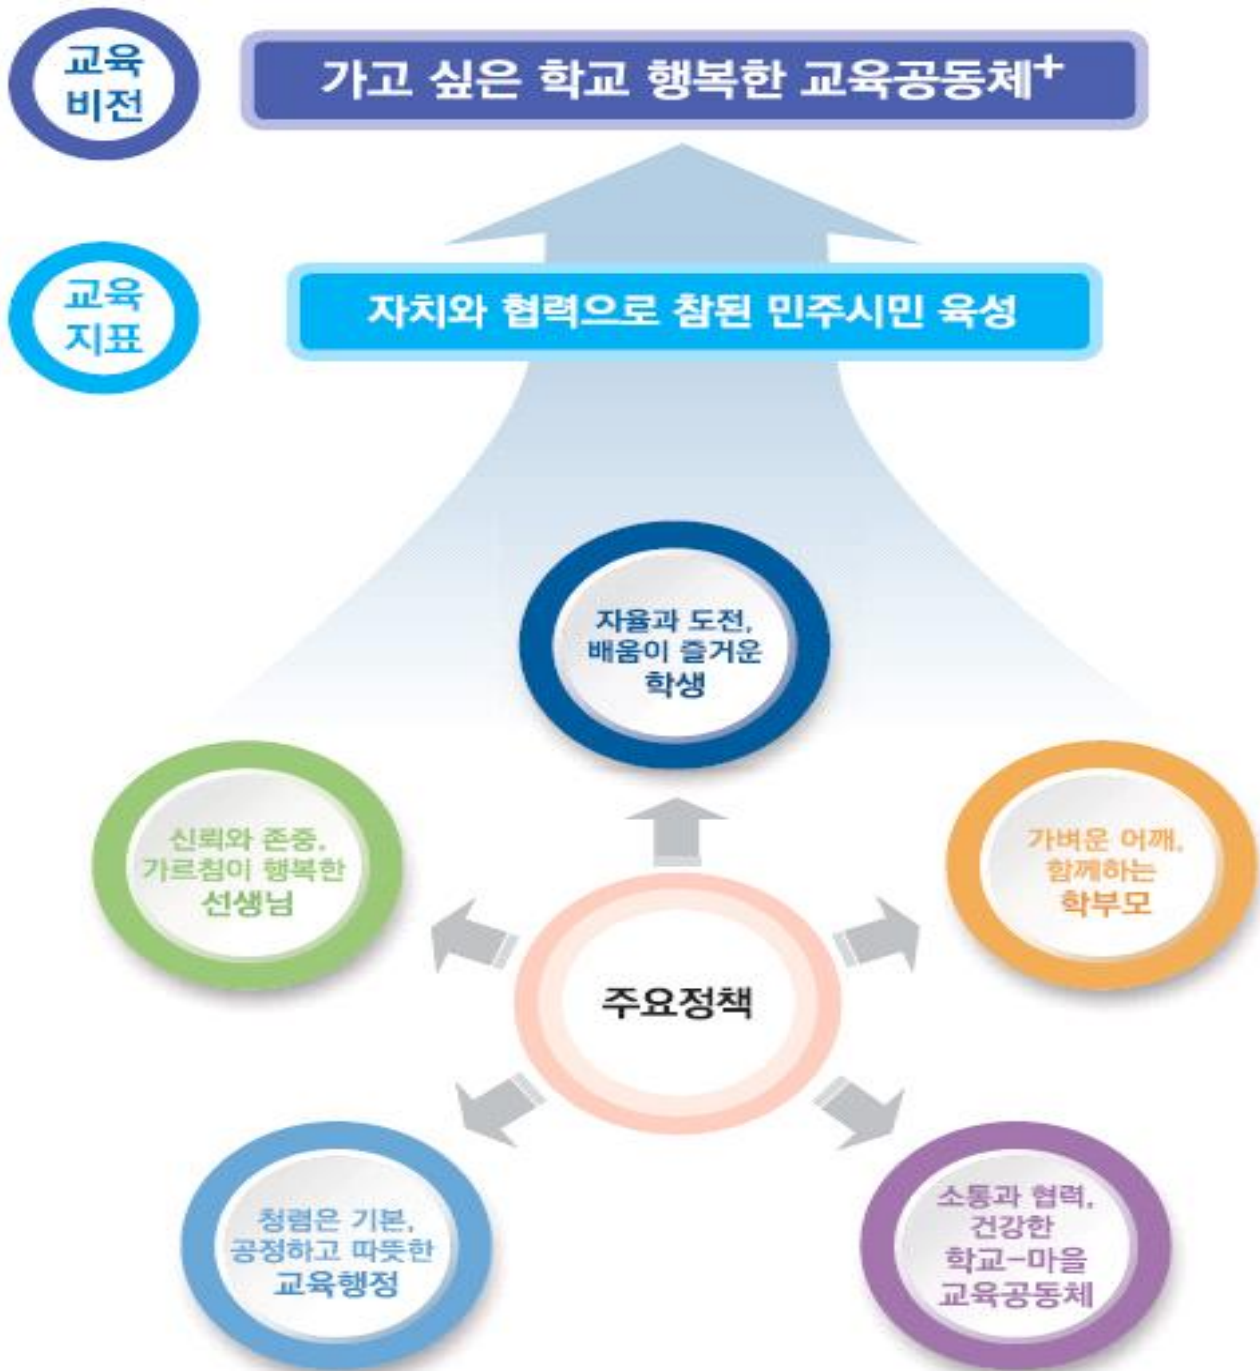 교육
비전
가고 싶은 학교 행복한 교육공동체+
교육
지표
자치와 협력으로 참된 민주시민 육성
자율과 도전,
배움이 즐거운
학생
신뢰와 존중,
가르침이 행복한
선생님
가벼운 어깨,
함께하는
학부모
주요정책
청렴은 기본,
공정하고 따뜻한
교육행정
소통과 협력,
건강한
학교-마을
교육공동체